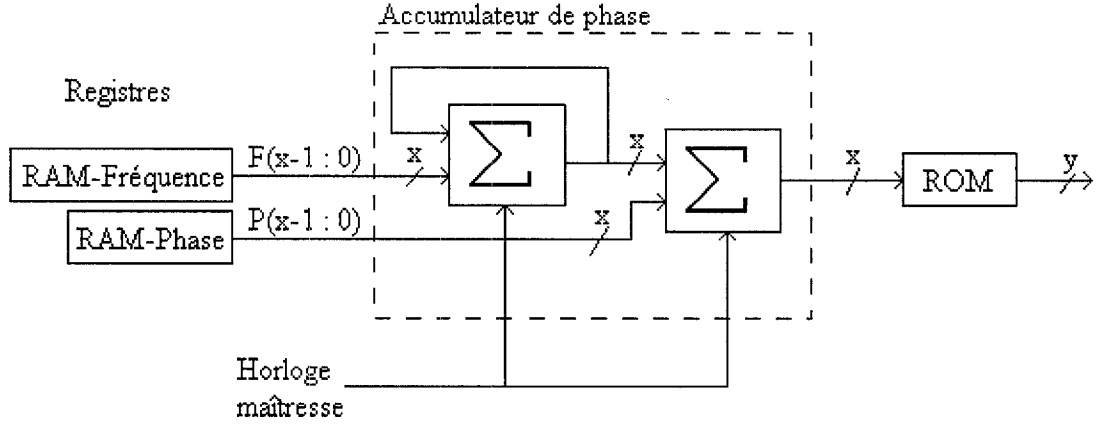 Accumulateur de phase
Registres
RAM-Fréquence
F(x-1 : 0)
x
Σ
x
Σ
x
ROM
y
RAM-Phase
P(x-1 : 0)
x
Horloge
maîtresse